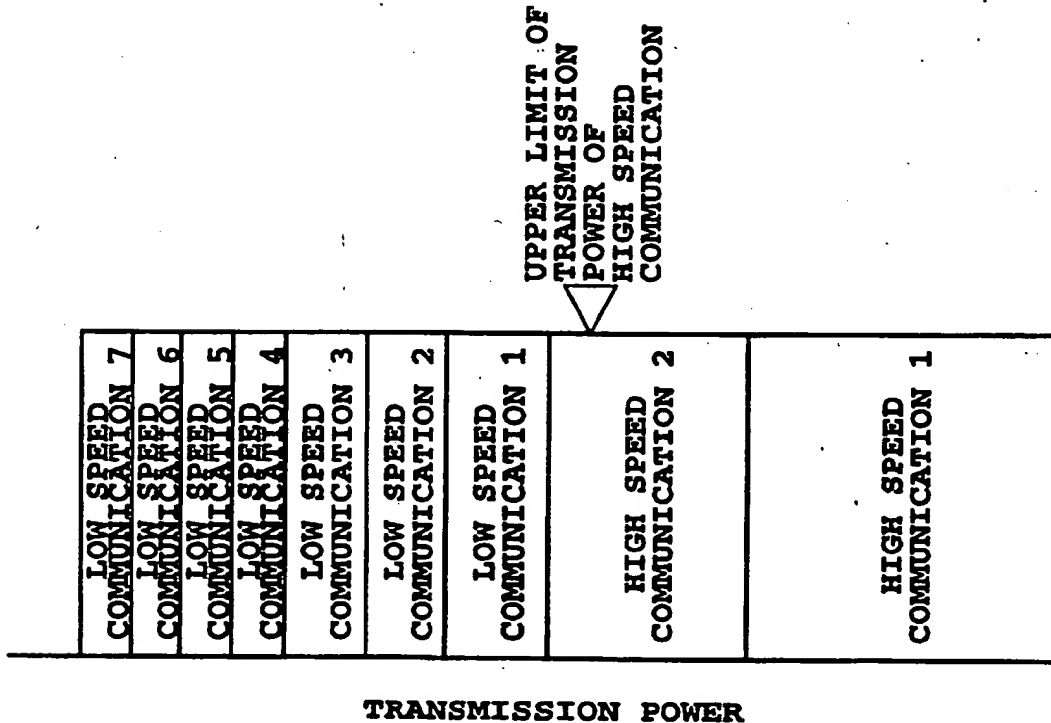 LOW SPEED
COMMUNICATION 7
LOW SPEED
COMMUNICATION 6
LOW SPEED
COMMUNICATION 5
LOW SPEED
COMMUNICATION 4
LOW SPEED
COMMUNICATION 3
LOW SPEED
COMMUNICATION 2
LOW SPEED
COMMUNICATION 1
HIGH SPEED
COMMUNICATION 2
HIGH SPEED
COMMUNICATION 1
UPPER LIMIT OF
TRANSMISSION
POWER OF
HIGH SPEED
COMMUNICATION
TRANSMISSION POWER